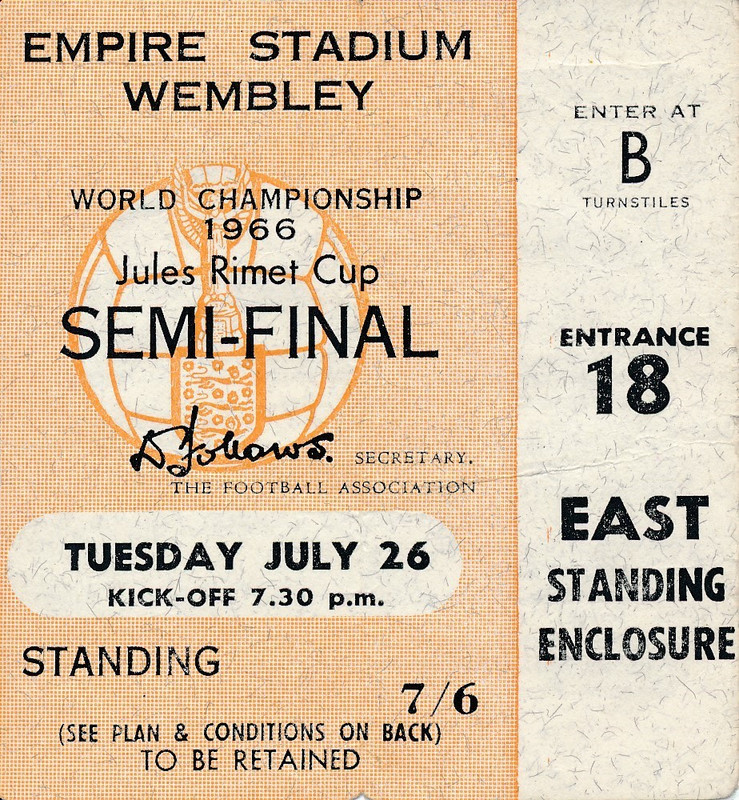 EMPIRE STADIUM
WEMBLEY
WORLD CHAMPIONSHIP
1966
Jules Rimet Cup
SEMI-FINAL
D Follows. SECRETARY.
THE FOOTBALL ASSOCIATION
TUESDAY JULY 26
KICK-OFF 7.30 p.m.
STANDING
7/6
(SEE PLAN & CONDITIONS ON BACK)
TO BE RETAINED
ENTER AT
B
TURNSTILES
ENTRANCE
18
EAST
STANDING
ENCLOSURE